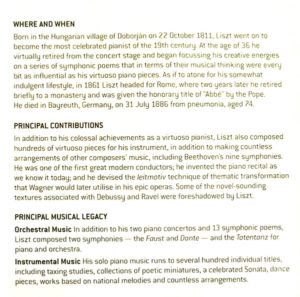 WHERE AND WHEN
Born in the Hungarian village of Doborján on 22 October 1811, Liszt went on to
become the most celebrated pianist of the 19th century. At the age of 36 he
virtually retired from the concert stage and began focussing his creative energies
on a series of symphonic poems that in terms of their musical thinking were every
bit as influential as his virtuoso piano pieces. As if to atone for his somewhat
indulgent lifestyle, in 1861 Liszt headed for Rome, where two years later he retired
briefly to a monastery and was given the honorary title of "Abbé" by the Pope.
He died in Bayreuth, Germany, on 31 July 1886 from pneumonia, aged 74.
PRINCIPAL CONTRIBUTIONS
In addition to his colossal achievements as a virtuoso pianist, Liszt also composed
hundreds of virtuoso pieces for his instrument, in addition to making countless
arrangements of other composers' music, including Beethoven's nine symphonies.
He was one of the first great modern conductors; he invented the piano recital as
we know it today; and he devised the leitmotiv technique of thematic transformation
that Wagner would later utilise in his epic operas. Some of the novel-sounding
textures associated with Debussy and Ravel were foreshadowed by Liszt.
PRINCIPAL MUSICAL LEGACY
Orchestral Music In addition to his two piano concertos and 13 symphonic poems,
Liszt composed two symphonies — the Faust and Dante — and the Totentanz for
piano and orchestra.
Instrumental Music His solo piano music runs to several hundred individual titles,
including taxing studies, collections of poetic miniatures, a celebrated Sonata, dance
pieces, works based on national melodies and countless arrangements.